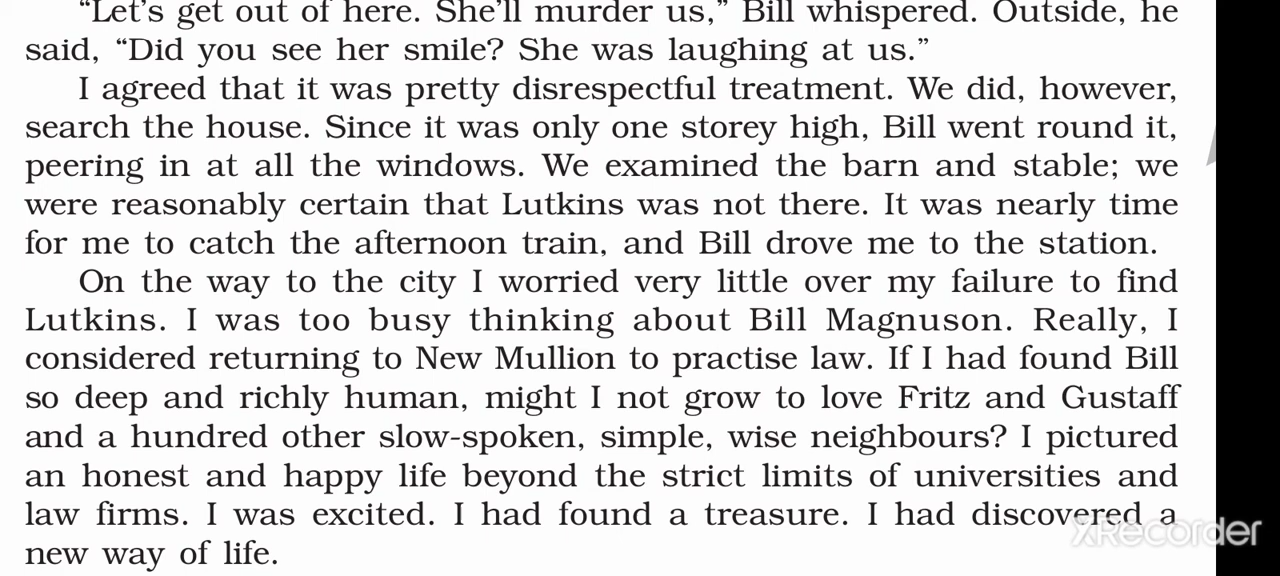 “Let’s get out of here. She’ll murder us,” Bill whispered. Outside, he
said, “Did you see her smile? She was laughing at us.”
I agreed that it was pretty disrespectful treatment. We did, however,
search the house. Since it was only one storey high, Bill went round it,
peering in at all the windows. We examined the barn and stable; we
were reasonably certain that Lutkins was not there. It was nearly time
for me to catch the afternoon train, and Bill drove me to the station.
On the way to the city I worried very little over my failure to find
Lutkins. I was too busy thinking about Bill Magnuson. Really, I
considered returning to New Mullion to practise law. If I had found Bill
so deep and richly human, might I not grow to love Fritz and Gustaff
and a hundred other slow-spoken, simple, wise neighbours? I pictured
an honest and happy life beyond the strict limits of universities and
law firms. I was excited. I had found a treasure. I had discovered a
new way of life.
XRecorder